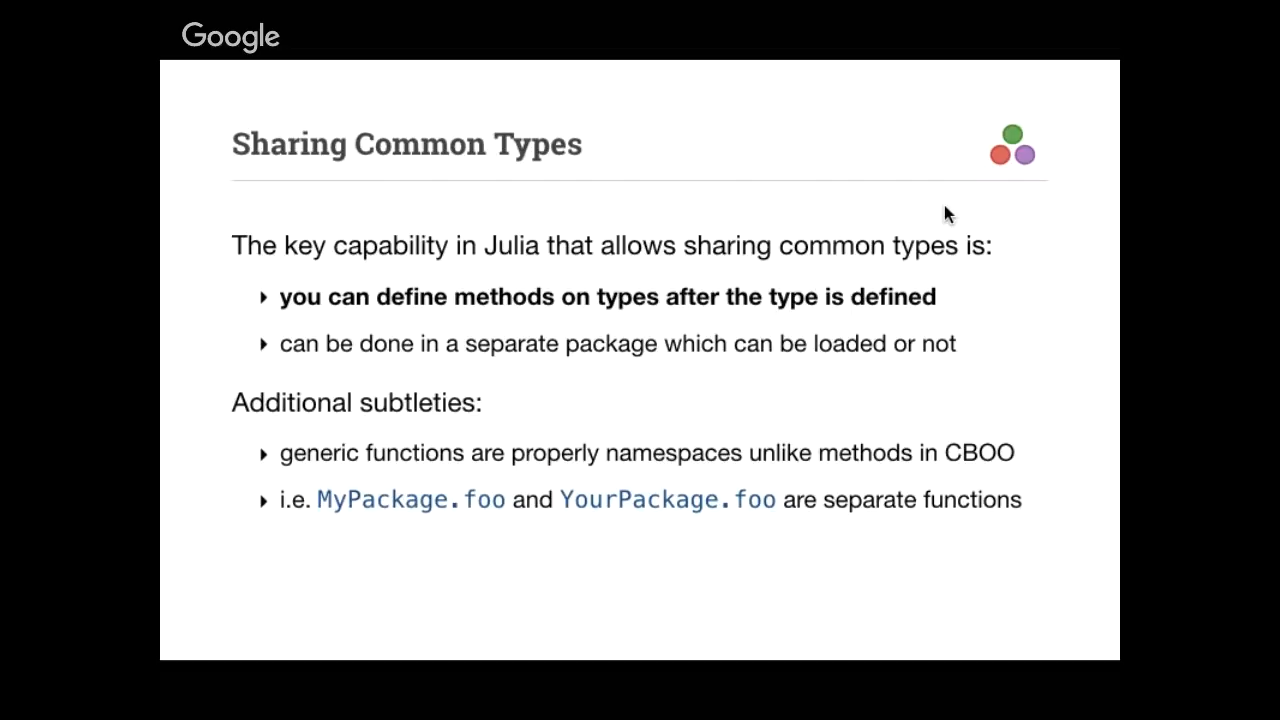 Google
Sharing Common Types
The key capability in Julia that allows sharing common types is:
‣ you can define methods on types after the type is defined
‣ can be done in a separate package which can be loaded or not
Additional subtleties:
‣ generic functions are properly namespaces unlike methods in CBOO
‣ i.e. MyPackage.foo and YourPackage.foo are separate functions